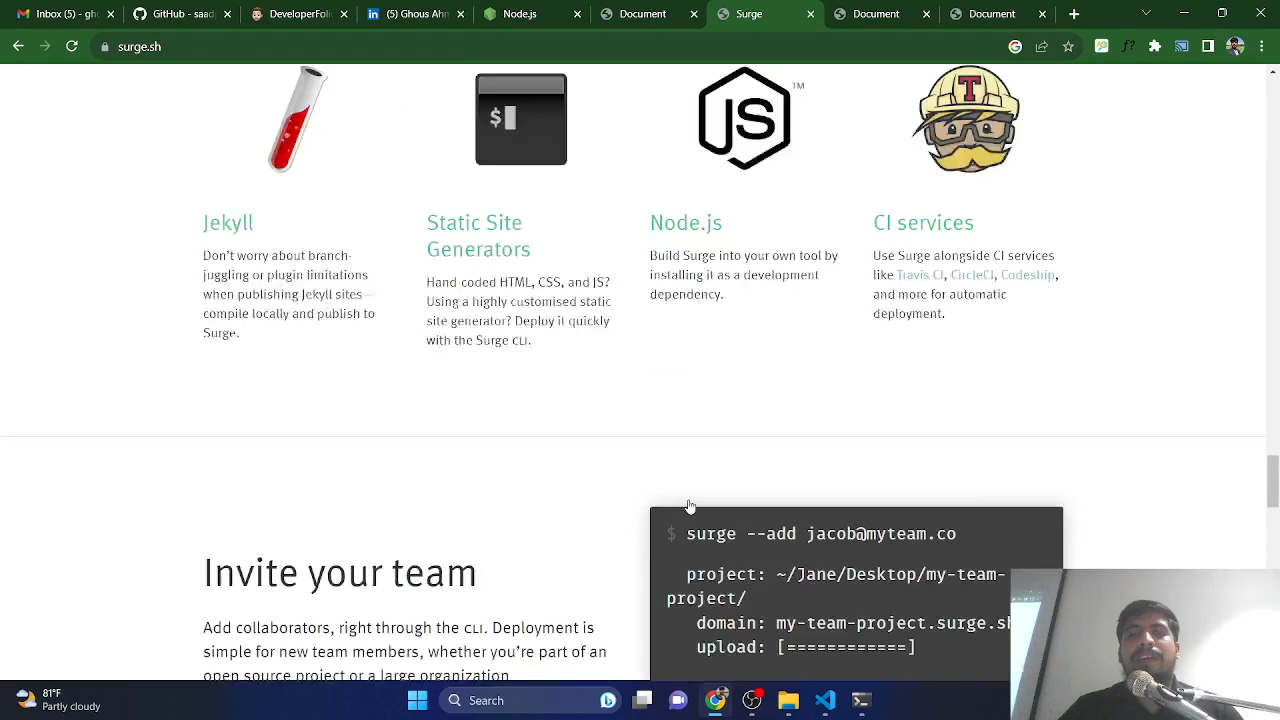 Inbox (5) - gh
GitHub - saad
DeveloperFoli
(5) Ghous Ahm
Node.js
Document
Surge
Document
Document
surge.sh
$
JS
TM
T
Jekyll
Don't worry about branch-
juggling or plugin limitations
when publishing Jekyll sites—
compile locally and publish to
Surge.
Static Site
Generators
Hand-coded HTML, CSS, and JS?
Using a highly customised static
site generator? Deploy it quickly
with the Surge CLI.
Node.js
Build Surge into your own tool by
installing it as a development
dependency.
CI services
Use Surge alongside CI services
like Travis CI, CircleCI, Codeship,
and more for automatic
deployment.
Invite your team
Add collaborators, right through the CLI. Deployment is
simple for new team members, whether you're part of an
open source project or a large organization
$ surge --add jacob@myteam.co
project: ~/Jane/Desktop/my-team-
project/
domain: my-team-project.surge.sh
upload: [============]
81°F
Partly cloudy
Search